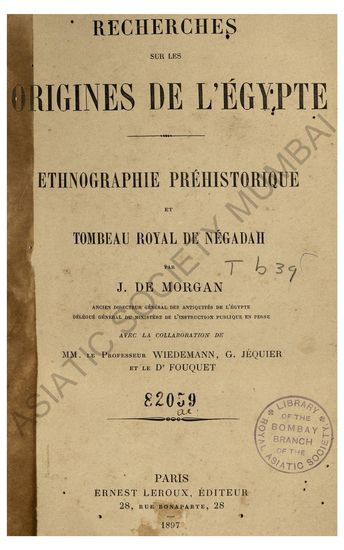 RECHERCHES
SUR LES
ORIGINES DE L'ÉGYPTE
ETHNOGRAPHIE PRÉHISTORIQUE
ET
TOMBEAU ROYAL DE NÉGADAH
PAR
J. DE MORGAN
Tb39
ANCIEN DIRECTEUR GÉNÉRAL DES ANTIQUITÉS DE L'ÉGYPTE
DÉLÉGUÉ GÉNÉRAL DU MINISTÈRE DE L'INSTRUCTION PUBLIQUE EN PERSE
AVEC LA COLLABORATION DE
MM. LE PROFESSEUR WIEDEMANN, G. JÉQUIER
ET LE Dr FOUQUET
82059
LIBRARY
OF THE
BOMBAY
BRANCH
OF THE
ROYAL ASIATIC SOCIETY
PARIS
ERNEST LEROUX, ÉDITEUR
28, RUE BONAPARTE, 28
1897
ASIATIC SOCIETY MUMBAI